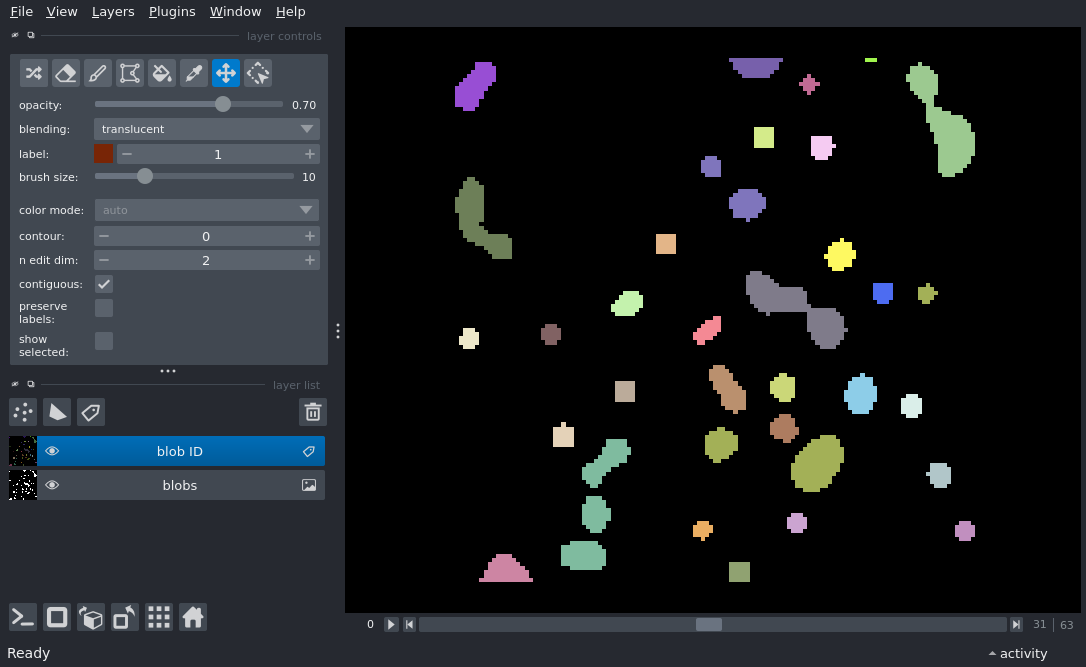 File View Layers Plugins Window Help
layer controls
opacity: 0.70
blending: translucent
label: 1
brush size: 10
color mode: auto
contour: 0
n edit dim: 2
contiguous:
preserve
labels:
show
selected:
layer list
blob ID
blobs
0 31 | 63
Ready activity